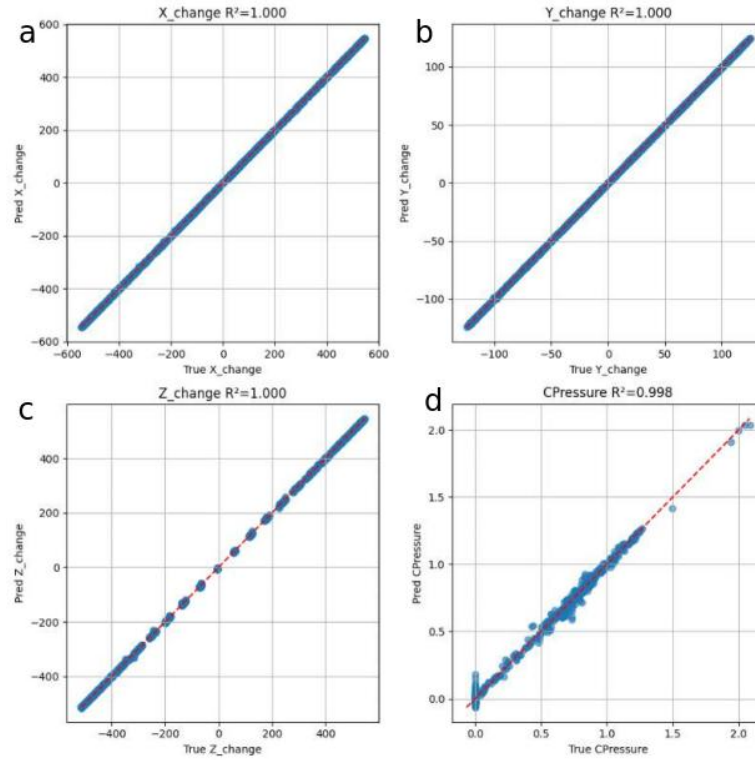 a
X_change R²=1.000
600
400
200
0
−200
−400
−600
−600 −400 −200 0 200 400 600
Pred X_change
True X_change
b
Y_change R²=1.000
100
50
0
−50
−100
−100 −50 0 50 100
Pred Y_change
True Y_change
c
Z_change R²=1.000
400
200
0
−200
−400
−400 −200 0 200 400
Pred Z_change
True Z_change
d
CPressure R²=0.998
2.0
1.5
1.0
0.5
0.0
0.0 0.5 1.0 1.5 2.0
Pred CPressure
True CPressure